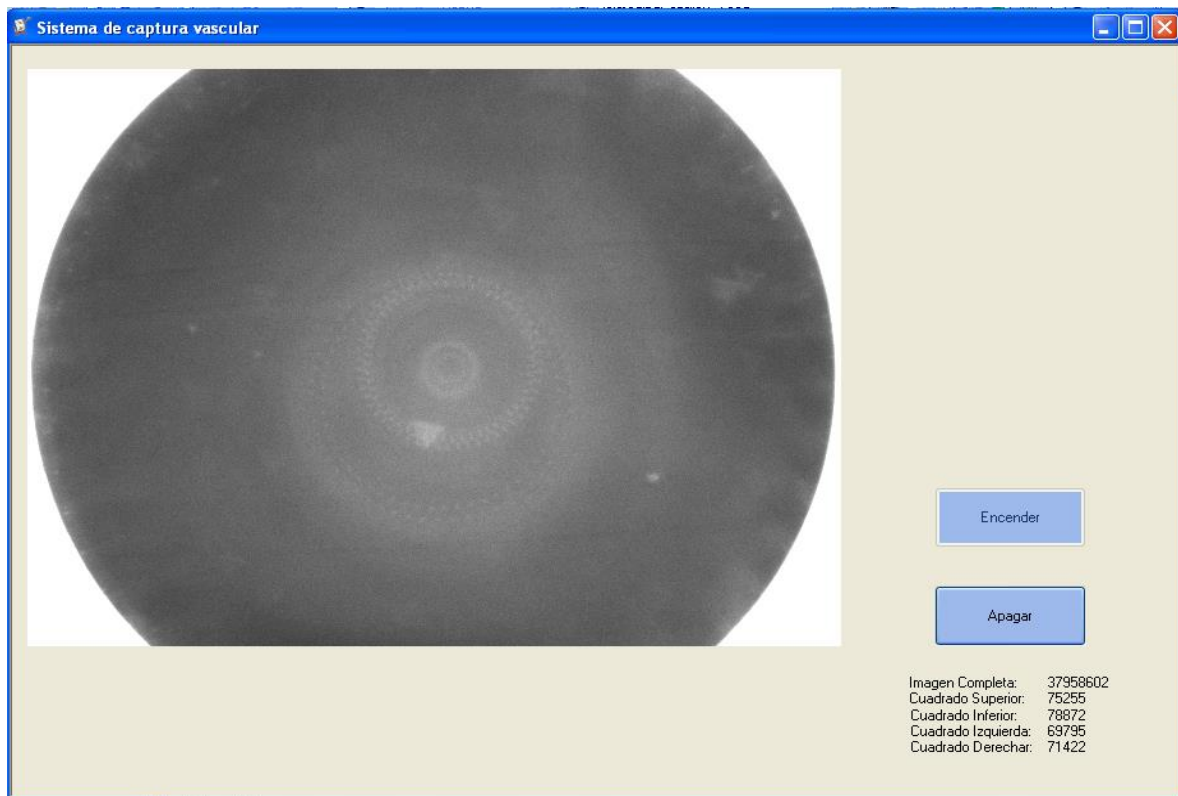 Sistema de captura vascular
Encender
Apagar
Imagen Completa: 37958602
Cuadrado Superior: 75255
Cuadrado Inferior: 78872
Cuadrado Izquierda: 69795
Cuadrado Derechar: 71422